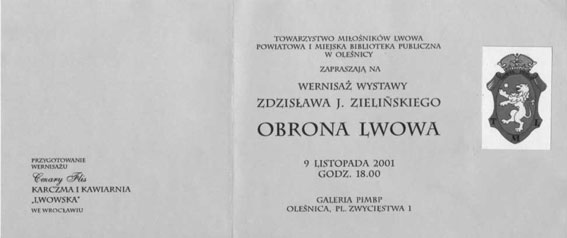 TOWARZYSTWO MIŁOŚNIKÓW LWOWA
POWIATOWA I MIEJSKA BIBLIOTEKA PUBLICZNA
W OLEŚNICY
ZAPRASZAJĄ NA
WERNISAŻ WYSTAWY
ZDZISŁAWA J. ZIELIŃSKIEGO
OBRONA LWOWA
9 LISTOPADA 2001
GODZ. 18.00
GALERIA PIMBP
OLEŚNICA, PL. ZWYCIĘSTWA 1
T M L
PRZYGOTOWANIE
WERNISAŻU
Cezary Flis
KARCZMA I KAWIARNIA
„LWOWSKA"
WE WROCŁAWIU